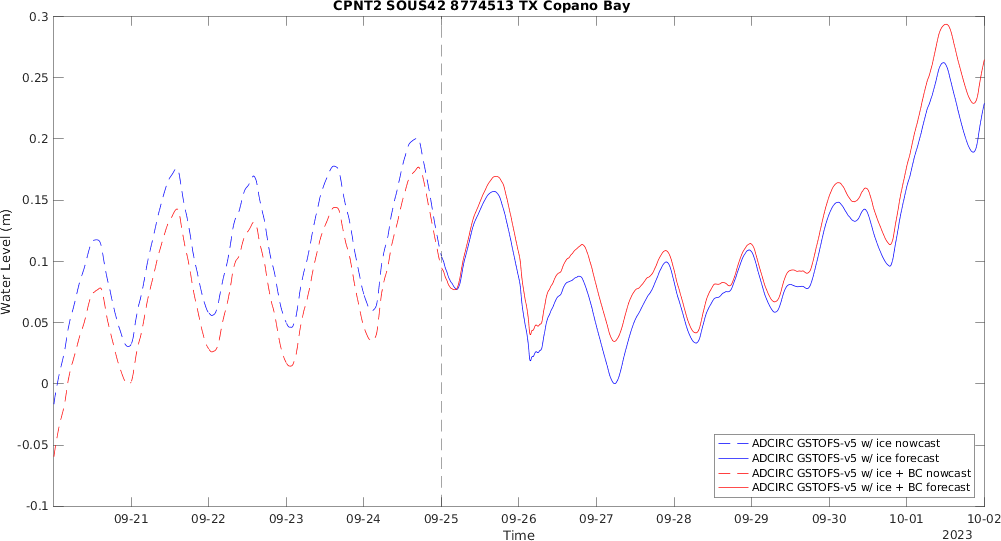 CPNT2 SOUS42 8774513 TX Copano Bay
0.3
0.25
0.2
0.15
0.1
0.05
0
-0.05
-0.1
Water Level (m)
ADCIRC GSTOFS-v5 w/ ice nowcast
ADCIRC GSTOFS-v5 w/ ice forecast
ADCIRC GSTOFS-v5 w/ ice + BC nowcast
ADCIRC GSTOFS-v5 w/ ice + BC forecast
09-21 09-22 09-23 09-24 09-25 09-26 09-27 09-28 09-29 09-30 10-01 10-02
Time
2023